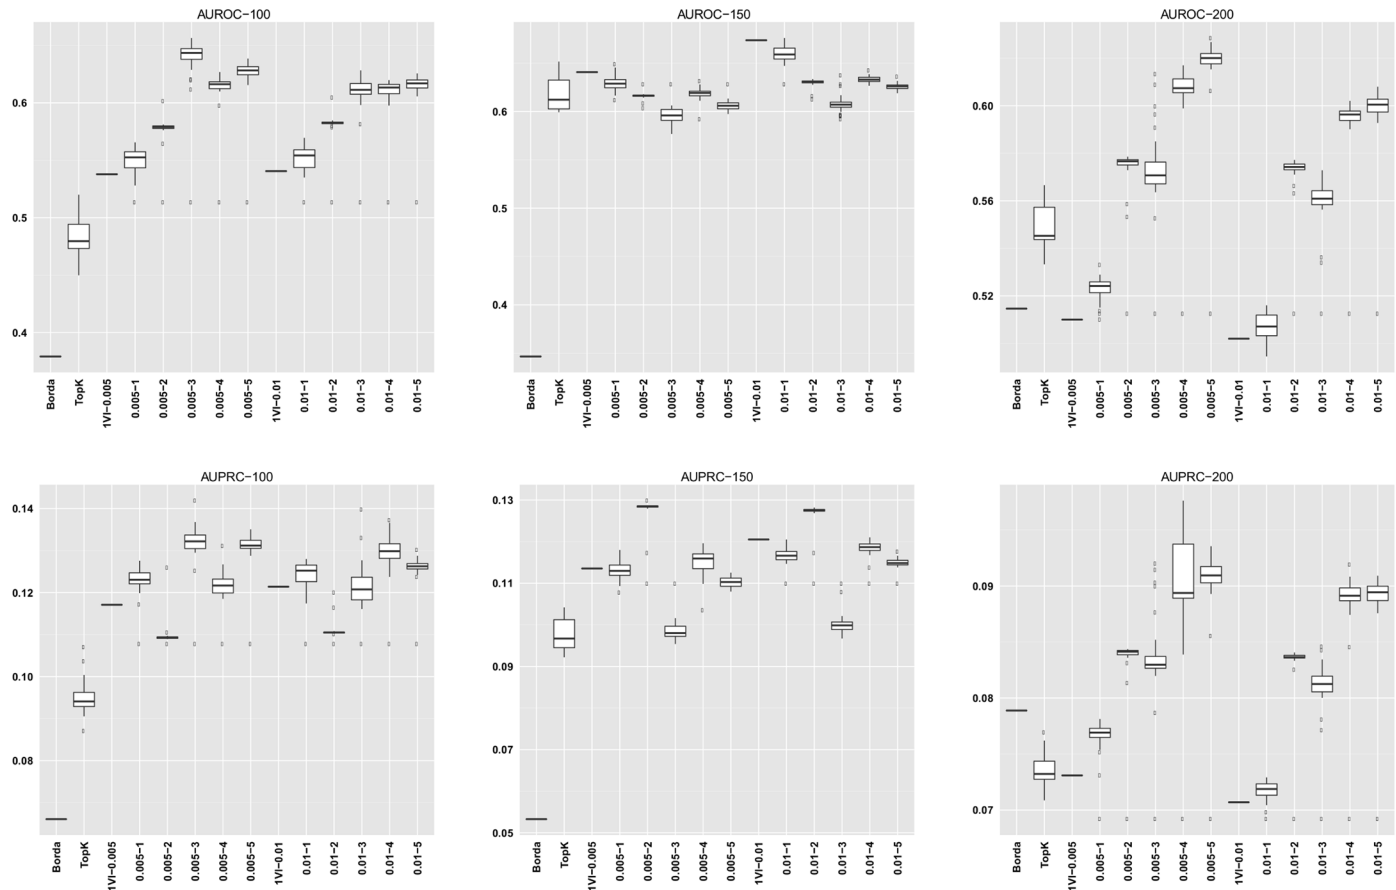 AUROC−100
0.6
0.5
0.4
Borda
TopK
1VI−0.005
0.005−1
0.005−2
0.005−3
0.005−4
0.005−5
1VI−0.01
0.01−1
0.01−2
0.01−3
0.01−4
0.01−5
AUROC−150
0.6
0.5
0.4
Borda
TopK
1VI−0.005
0.005−1
0.005−2
0.005−3
0.005−4
0.005−5
1VI−0.01
0.01−1
0.01−2
0.01−3
0.01−4
0.01−5
AUROC−200
0.60
0.56
0.52
Borda
TopK
1VI−0.005
0.005−1
0.005−2
0.005−3
0.005−4
0.005−5
1VI−0.01
0.01−1
0.01−2
0.01−3
0.01−4
0.01−5
AUPRC−100
0.14
0.12
0.10
0.08
Borda
TopK
1VI−0.005
0.005−1
0.005−2
0.005−3
0.005−4
0.005−5
1VI−0.01
0.01−1
0.01−2
0.01−3
0.01−4
0.01−5
AUPRC−150
0.13
0.11
0.09
0.07
0.05
Borda
TopK
1VI−0.005
0.005−1
0.005−2
0.005−3
0.005−4
0.005−5
1VI−0.01
0.01−1
0.01−2
0.01−3
0.01−4
0.01−5
AUPRC−200
0.09
0.08
0.07
Borda
TopK
1VI−0.005
0.005−1
0.005−2
0.005−3
0.005−4
0.005−5
1VI−0.01
0.01−1
0.01−2
0.01−3
0.01−4
0.01−5